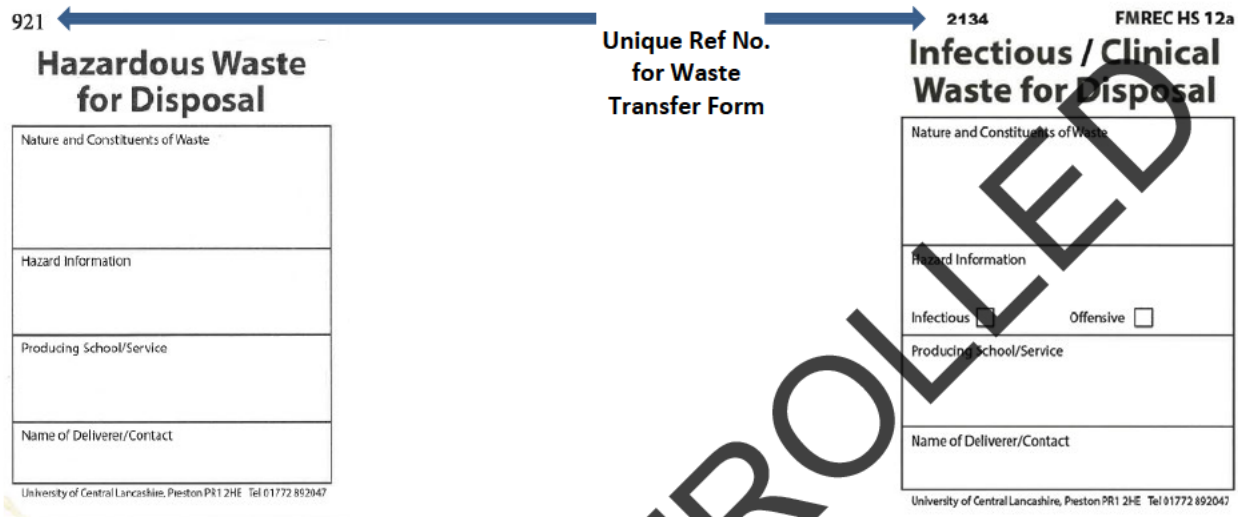 921
Hazardous Waste
for Disposal
Nature and Constituents of Waste
Hazard Information
Producing School/Service
Name of Deliverer/Contact
University of Central Lancashire, Preston PR1 2HE Tel 01772 892047
Unique Ref No.
for Waste
Transfer Form
2134 FMREC HS 12a
Infectious / Clinical
Waste for Disposal
Nature and Constituents of Waste
Hazard Information
Infectious Offensive
Producing School/Service
Name of Deliverer/Contact
University of Central Lancashire, Preston PR1 2HE Tel 01772 892047
ROLLED